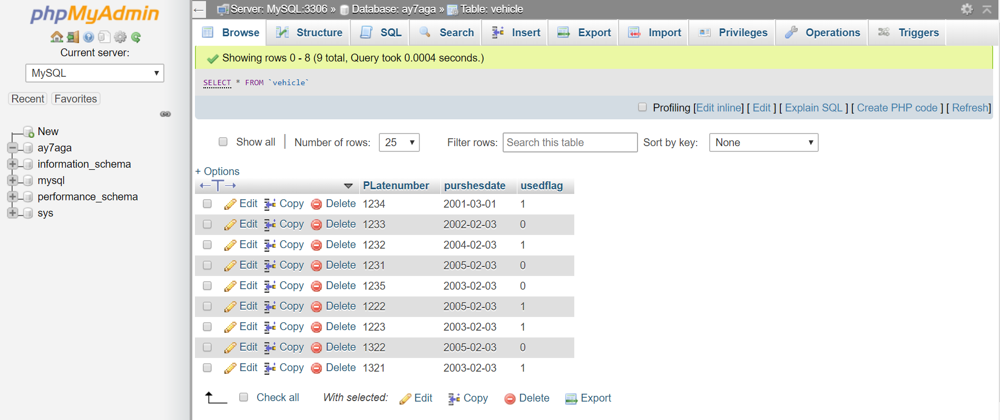 phpMyAdmin
Current server:
MySQL
Recent Favorites
New
ay7aga
information_schema
mysql
performance_schema
sys
Server: MySQL:3306 » Database: ay7aga » Table: vehicle
Browse Structure SQL Search Insert Export Import Privileges Operations Triggers
Showing rows 0 - 8 (9 total, Query took 0.0004 seconds.)
SELECT * FROM `vehicle`
Profiling [Edit inline] [ Edit ] [ Explain SQL ] [ Create PHP code ] [ Refresh]
Show all Number of rows: 25 Filter rows: Search this table Sort by key: None
+ Options
←T→ PLatenumber purshesdate usedflag
Edit Copy Delete 1234 2001-03-01 1
Edit Copy Delete 1233 2002-02-03 0
Edit Copy Delete 1232 2004-02-03 1
Edit Copy Delete 1231 2005-02-03 0
Edit Copy Delete 1235 2003-02-03 0
Edit Copy Delete 1222 2005-02-03 1
Edit Copy Delete 1223 2003-02-03 1
Edit Copy Delete 1322 2005-02-03 0
Edit Copy Delete 1321 2003-02-03 1
Check all With selected: Edit Copy Delete Export